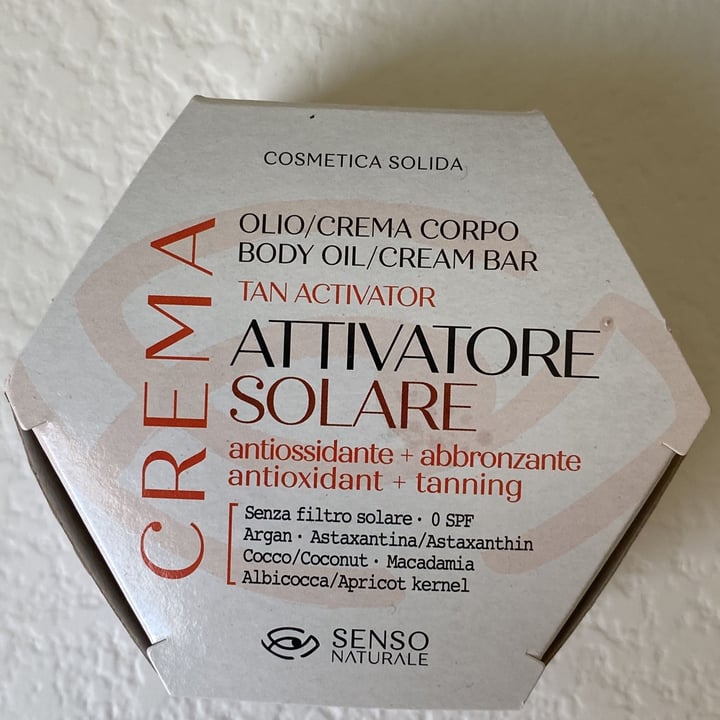 COSMETICA SOLIDA
CREMA
OLIO/CREMA CORPO
BODY OIL/CREAM BAR
TAN ACTIVATOR
ATTIVATORE
SOLARE
antiossidante + abbronzante
antioxidant + tanning
Senza filtro solare · 0 SPF
Argan · Astaxantina/Astaxanthin
Cocco/Coconut · Macadamia
Albicocca/Apricot kernel
SENSO
NATURALE